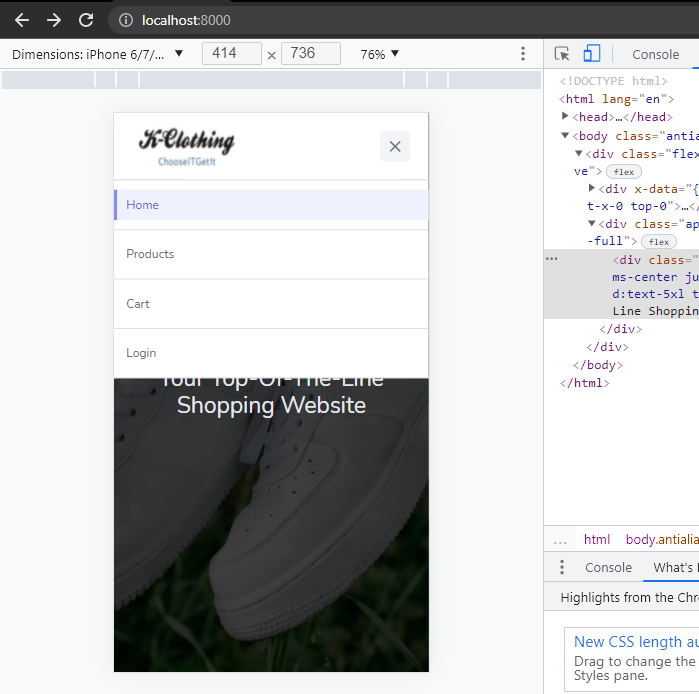 localhost:8000
Dimensions: iPhone 6/7/... ▼ 414 × 736 76% ▼
Console
<!DOCTYPE html>
<html lang="en">
<head>…</head>
<body class="antia
<div class="flex
ve"> flex
<div x-data="{
t-x-0 top-0">…</
<div class="ap
-full"> flex
<div class="
ms-center ju
d:text-5xl t
Line Shoppin
</div>
</div>
</body>
</html>
... html body.antialia
Console What's
Highlights from the Chr
New CSS length au
Drag to change the
Styles pane.
K-Clothing
ChooseITGetIt
Home
Products
Cart
Login
Your Top-Of-The-Line
Shopping Website